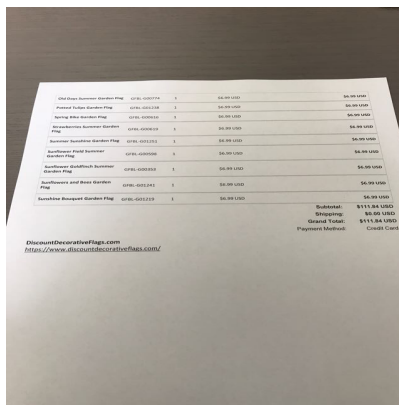 Old Days Summer Garden Flag GFBL-G00774 1 $6.99 USD $6.99 USD
Potted Tulips Garden Flag 1 $6.99 USD $6.99 USD
Spring Bike Garden Flag 1 $6.99 USD $6.99 USD
Strawberries Summer Garden
Flag 1 $6.99 USD $6.99 USD
Summer Sunshine Garden Flag 1 $6.99 USD $6.99 USD
Sunflower Field Summer
Garden Flag 1 $6.99 USD $6.99 USD
Sunflower Goldfinch Summer
Garden Flag 1 $6.99 USD $6.99 USD
Sunflowers and Bees Garden
Flag GFBL-G01241 1 $6.99 USD $6.99 USD
Sunshine Bouquet Garden Flag GFBL-G01219 1 $6.99 USD $6.99 USD
Subtotal: $111.84 USD
Shipping: $0.00 USD
Grand Total: $111.84 USD
Payment Method: Credit Card
DiscountDecorativeFlags.com
https://www.discountdecorativeflags.com/